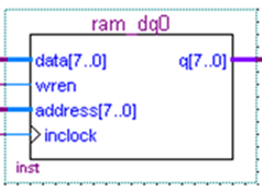 ram_dq0
data[7..0] q[7..0]
wren
address[7..0]
inclock
inst